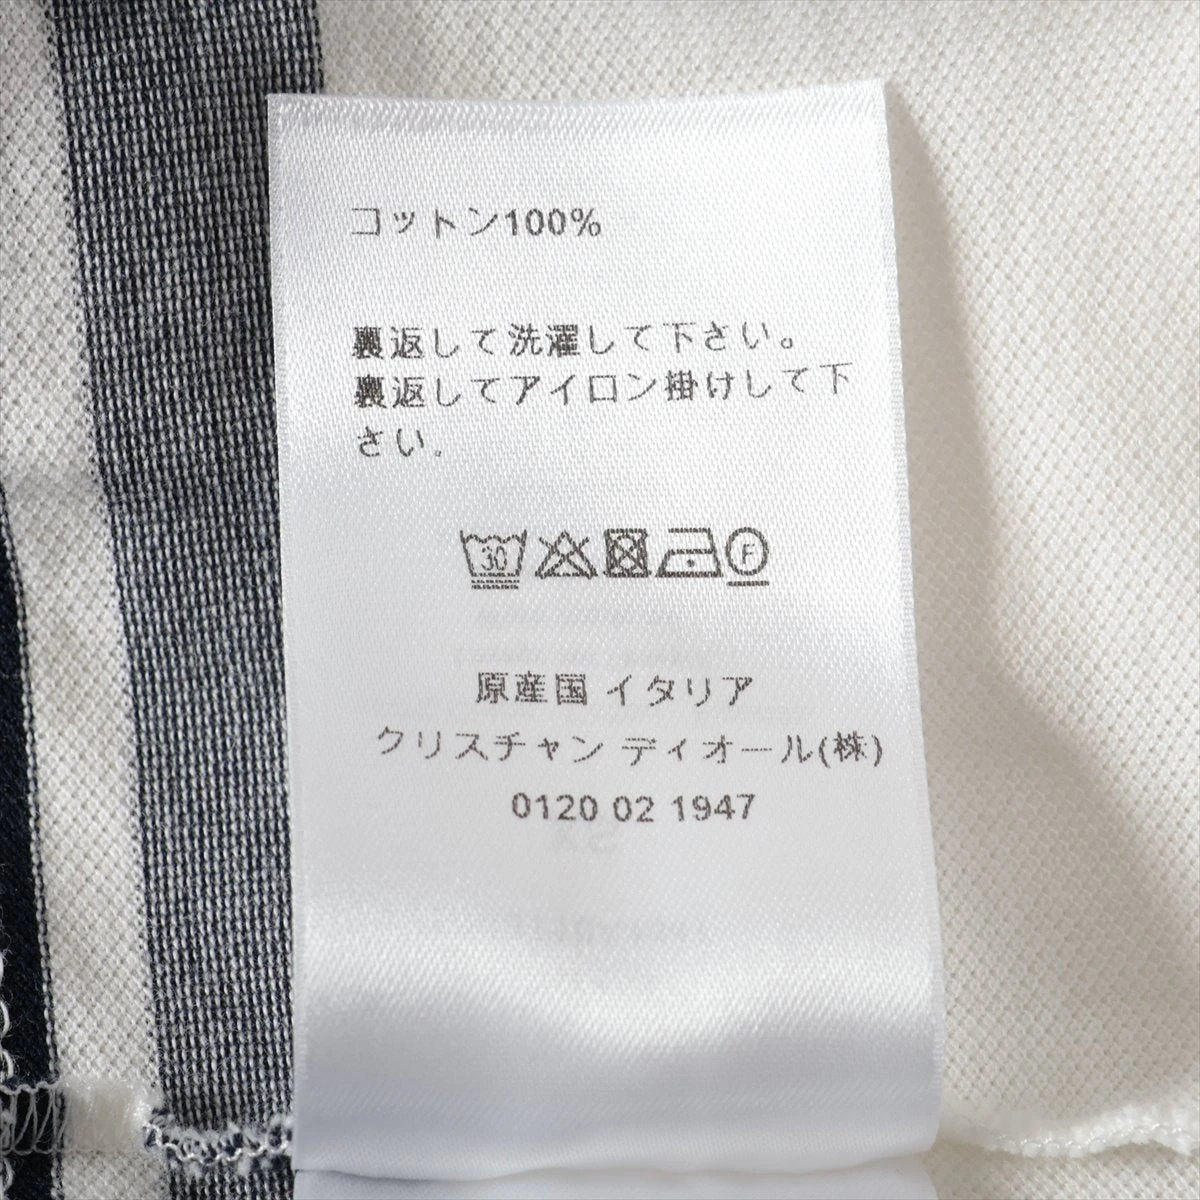 コットン100%
裏返して洗濯して下さい。
裏返してアイロン掛けして下
さい。
30
F
原産国 イタリア
クリスチャン ディオール(株)
0120 02 1947